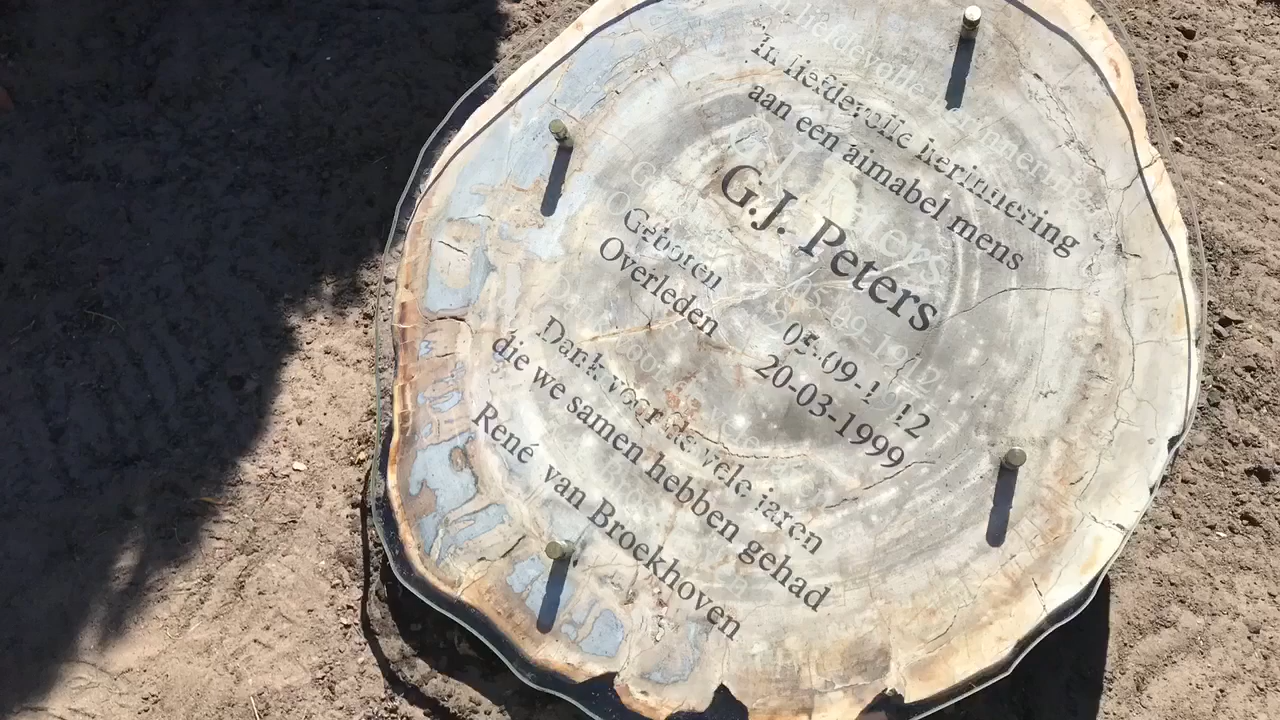 In liefdevolle herinnering
aan een aimabel mens
G.J. Peters
Geboren 05-09-1912
Overleden 20-03-1999
Dank voor de vele jaren
die we samen hebben gehad
René van Broekhoven